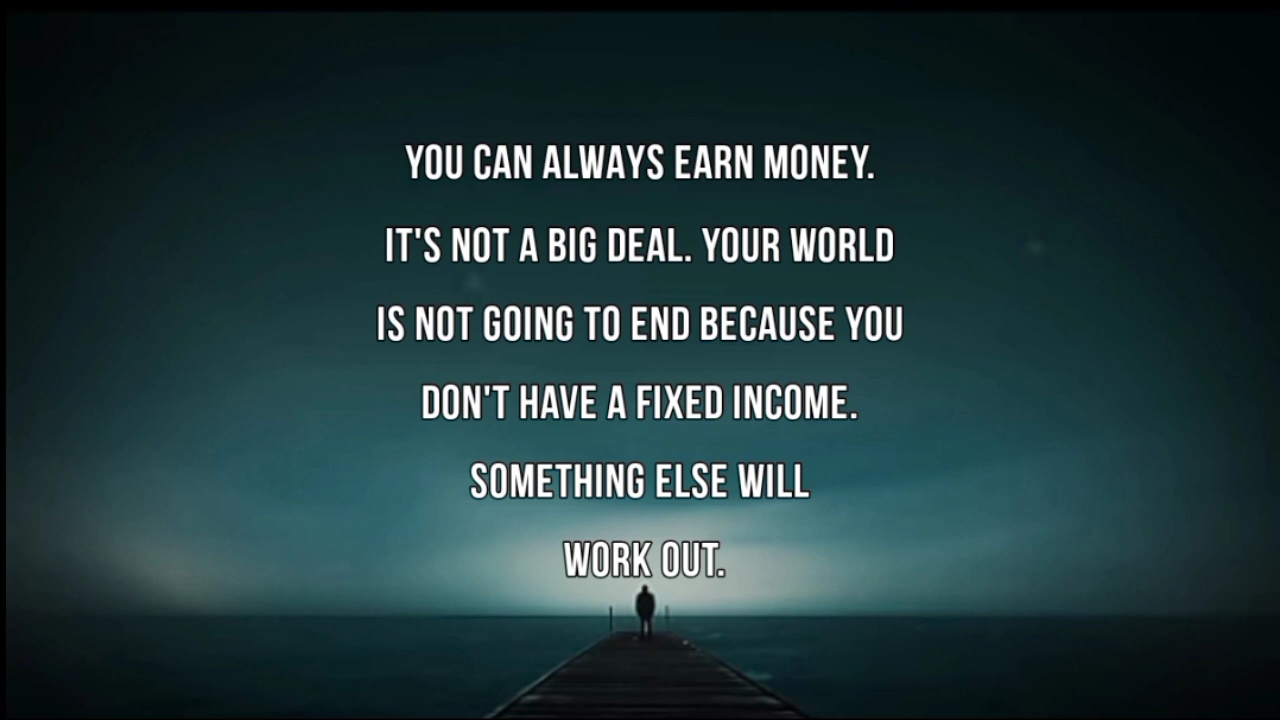 YOU CAN ALWAYS EARN MONEY.
IT'S NOT A BIG DEAL. YOUR WORLD
IS NOT GOING TO END BECAUSE YOU
DON'T HAVE A FIXED INCOME.
SOMETHING ELSE WILL
WORK OUT.